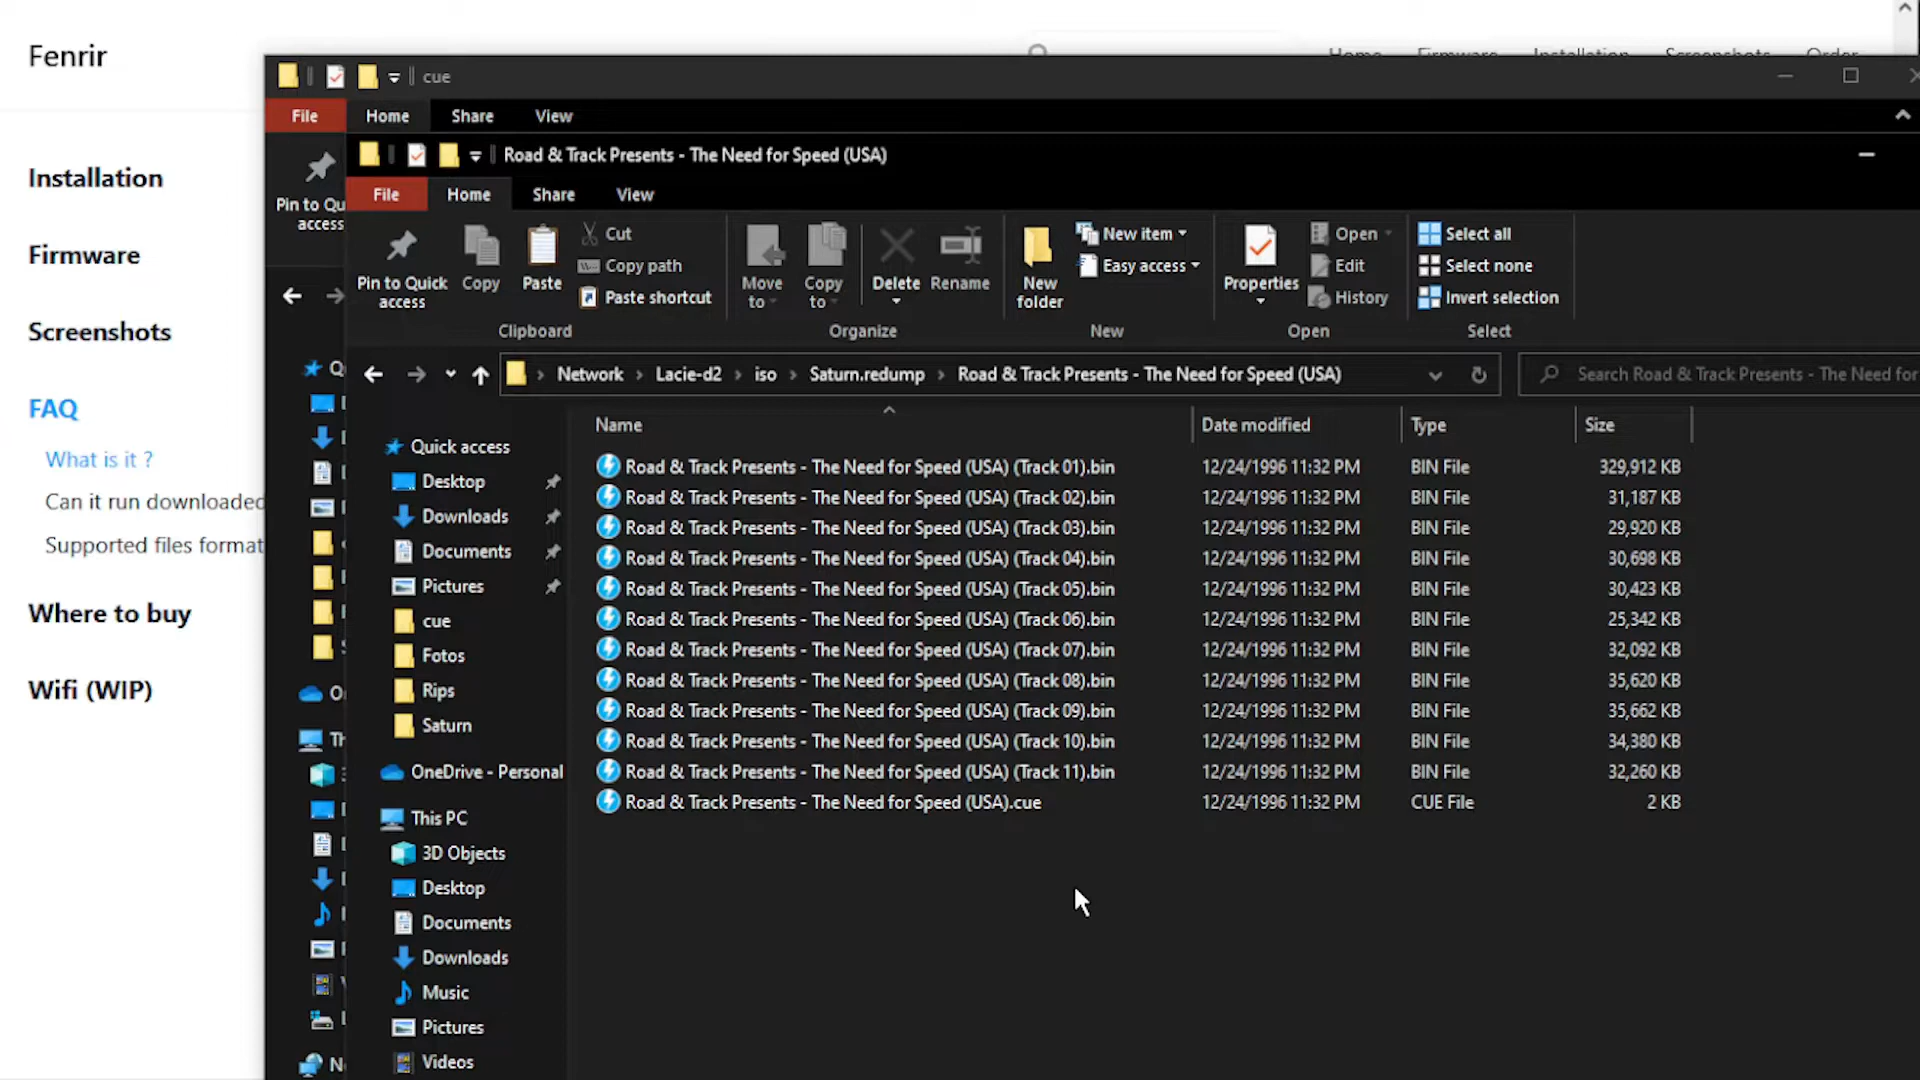 Fenrir
Home Firmware Installation Screenshots Order
Installation
Firmware
Screenshots
FAQ
What is it ?
Can it run downloaded
Supported files format
Where to buy
Wifi (WIP)
cue
File Home Share View
Pin to Qu
access
Road & Track Presents - The Need for Speed (USA)
File Home Share View
Pin to Quick access
Copy
Paste
Cut
Copy path
Paste shortcut
Clipboard
Move to
Copy to
Delete
Rename
Organize
New folder
New item
Easy access
New
Properties
Open
Edit
History
Open
Select all
Select none
Invert selection
Select
Network › Lacie-d2 › iso › Saturn.redump › Road & Track Presents - The Need for Speed (USA)
Search Road & Track Presents - The Need for
Quick access
Desktop
Downloads
Documents
Pictures
cue
Fotos
Rips
Saturn
OneDrive - Personal
This PC
3D Objects
Desktop
Documents
Downloads
Music
Pictures
Videos
Name Date modified Type Size
Road & Track Presents - The Need for Speed (USA) (Track 01).bin 12/24/1996 11:32 PM BIN File 329,912 KB
Road & Track Presents - The Need for Speed (USA) (Track 02).bin 12/24/1996 11:32 PM BIN File 31,187 KB
Road & Track Presents - The Need for Speed (USA) (Track 03).bin 12/24/1996 11:32 PM BIN File 29,920 KB
Road & Track Presents - The Need for Speed (USA) (Track 04).bin 12/24/1996 11:32 PM BIN File 30,698 KB
Road & Track Presents - The Need for Speed (USA) (Track 05).bin 12/24/1996 11:32 PM BIN File 30,423 KB
Road & Track Presents - The Need for Speed (USA) (Track 06).bin 12/24/1996 11:32 PM BIN File 25,342 KB
Road & Track Presents - The Need for Speed (USA) (Track 07).bin 12/24/1996 11:32 PM BIN File 32,092 KB
Road & Track Presents - The Need for Speed (USA) (Track 08).bin 12/24/1996 11:32 PM BIN File 35,620 KB
Road & Track Presents - The Need for Speed (USA) (Track 09).bin 12/24/1996 11:32 PM BIN File 35,662 KB
Road & Track Presents - The Need for Speed (USA) (Track 10).bin 12/24/1996 11:32 PM BIN File 34,380 KB
Road & Track Presents - The Need for Speed (USA) (Track 11).bin 12/24/1996 11:32 PM BIN File 32,260 KB
Road & Track Presents - The Need for Speed (USA).cue 12/24/1996 11:32 PM CUE File 2 KB